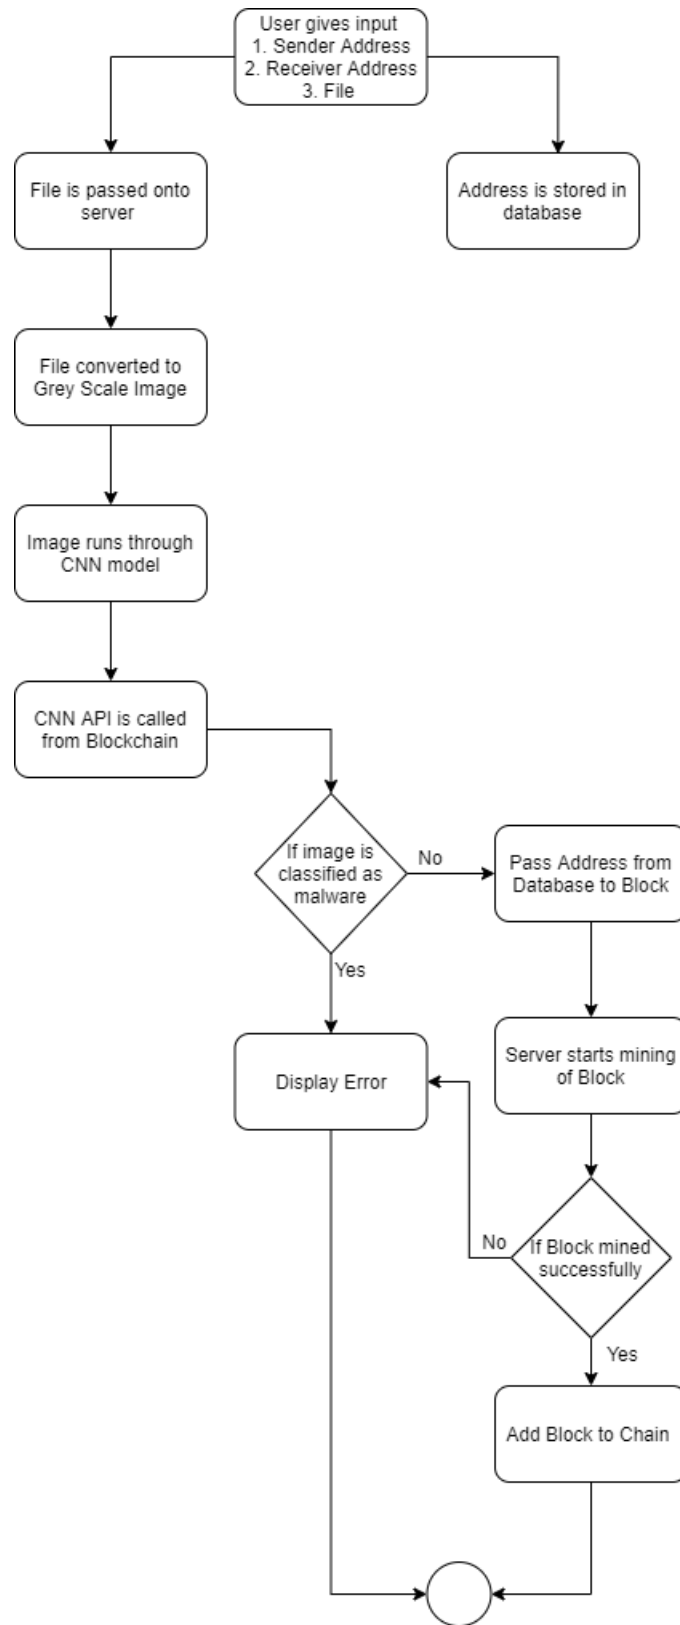 User gives input
1. Sender Address
2. Receiver Address
3. File
File is passed onto
server
Address is stored in
database
File converted to
Grey Scale Image
Image runs through
CNN model
CNN API is called
from Blockchain
If image is
classified as
malware
No
Pass Address from
Database to Block
Yes
Server starts mining
of Block
Display Error
No
If Block mined
successfully
Yes
Add Block to Chain